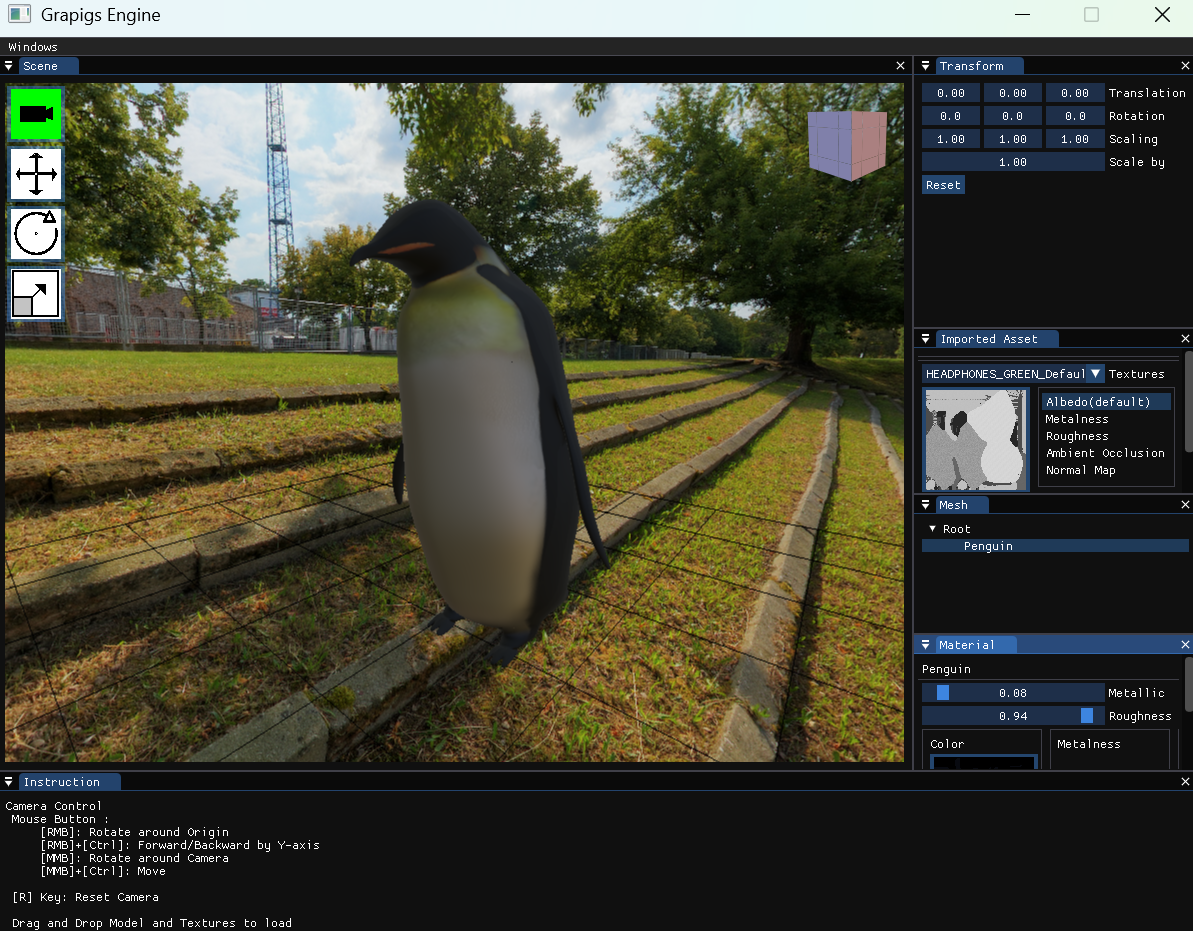 Grapigs Engine
Windows
Scene
Transform
0.00 0.00 0.00 Translation
0.0 0.0 0.0 Rotation
1.00 1.00 1.00 Scaling
1.00 Scale by
Reset
Imported Asset
HEADPHONES_GREEN_Defaul Textures
Albedo(default)
Metalness
Roughness
Ambient Occlusion
Normal Map
Mesh
Root
Penguin
Material
Penguin
0.08 Metallic
0.94 Roughness
Color Metalness
Instruction
Camera Control
Mouse Button :
[RMB]: Rotate around Origin
[RMB]+[Ctrl]: Forward/Backward by Y-axis
[MMB]: Rotate around Camera
[MMB]+[Ctrl]: Move
[R] Key: Reset Camera
Drag and Drop Model and Textures to load